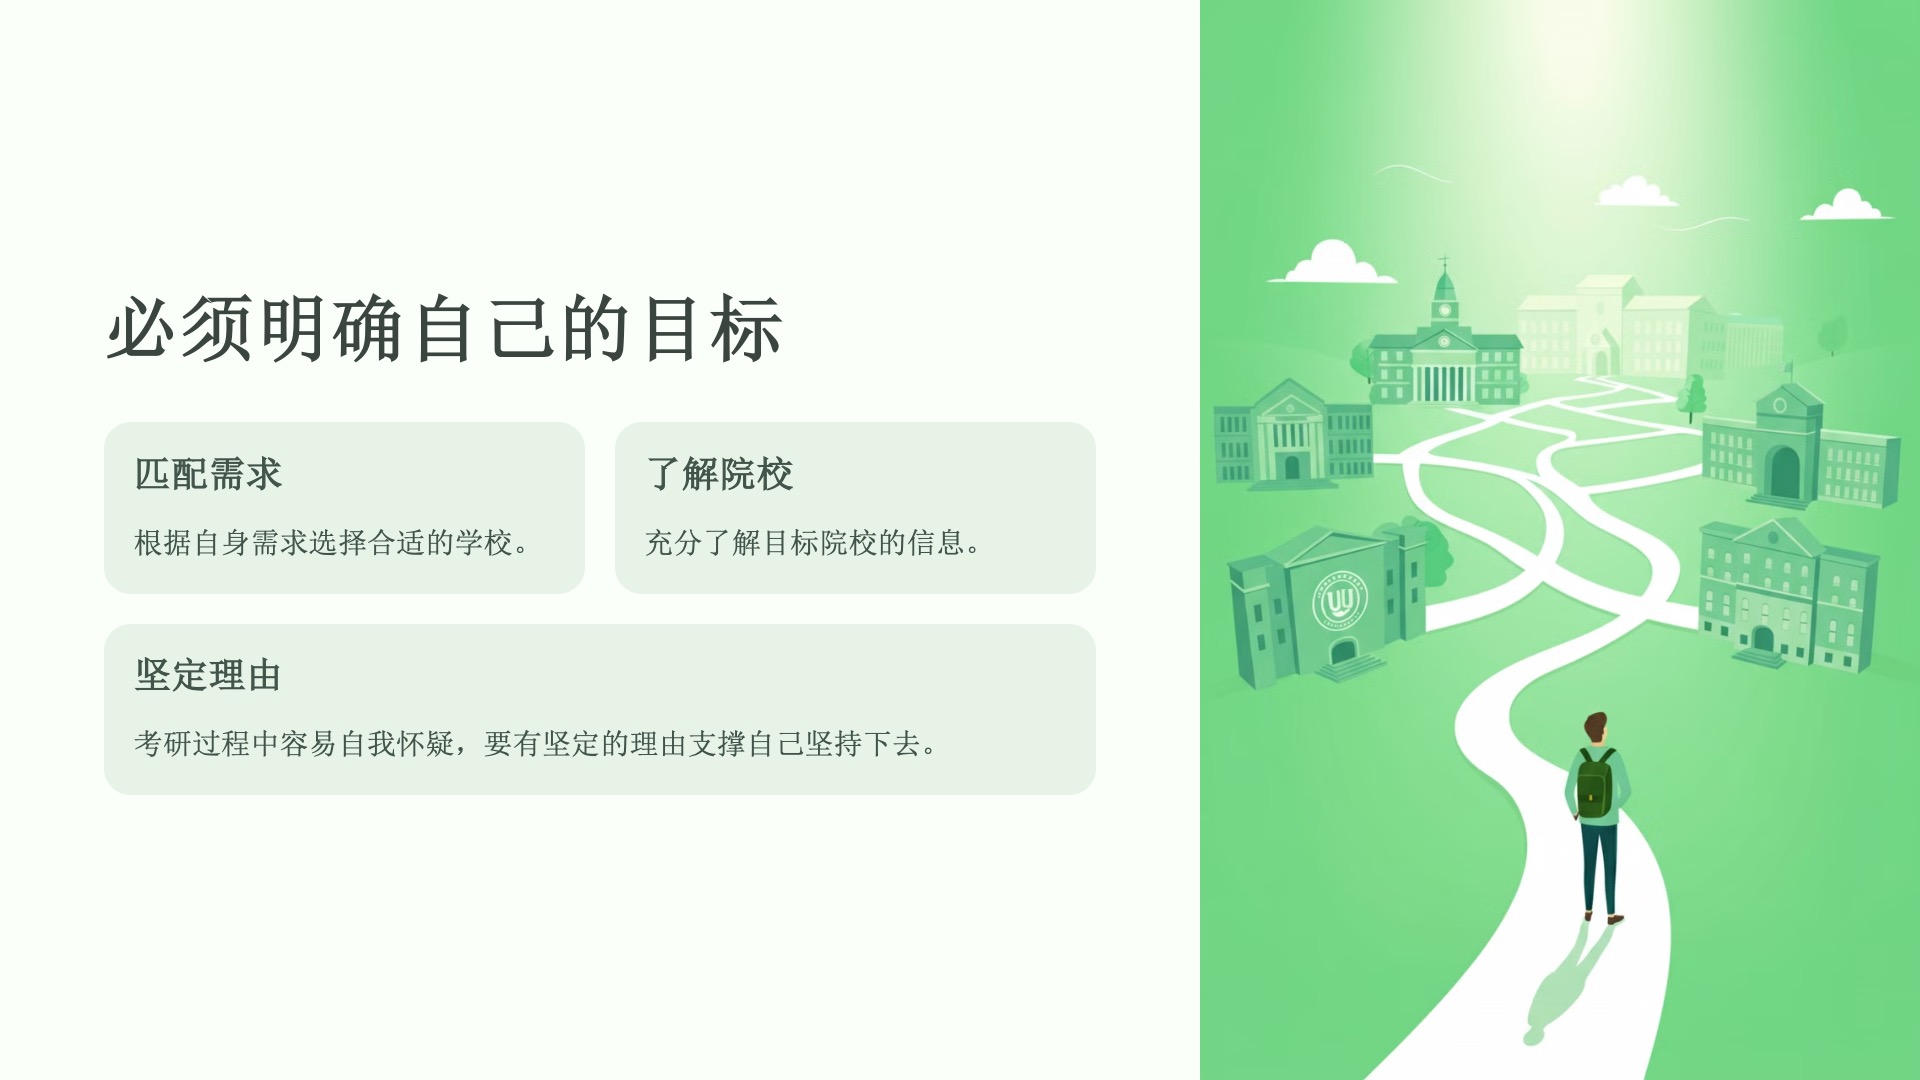 必须明确自己的目标
匹配需求
根据自身需求选择合适的学校。
了解院校
充分了解目标院校的信息。
坚定理由
考研过程中容易自我怀疑，要有坚定的理由支撑自己坚持下去。